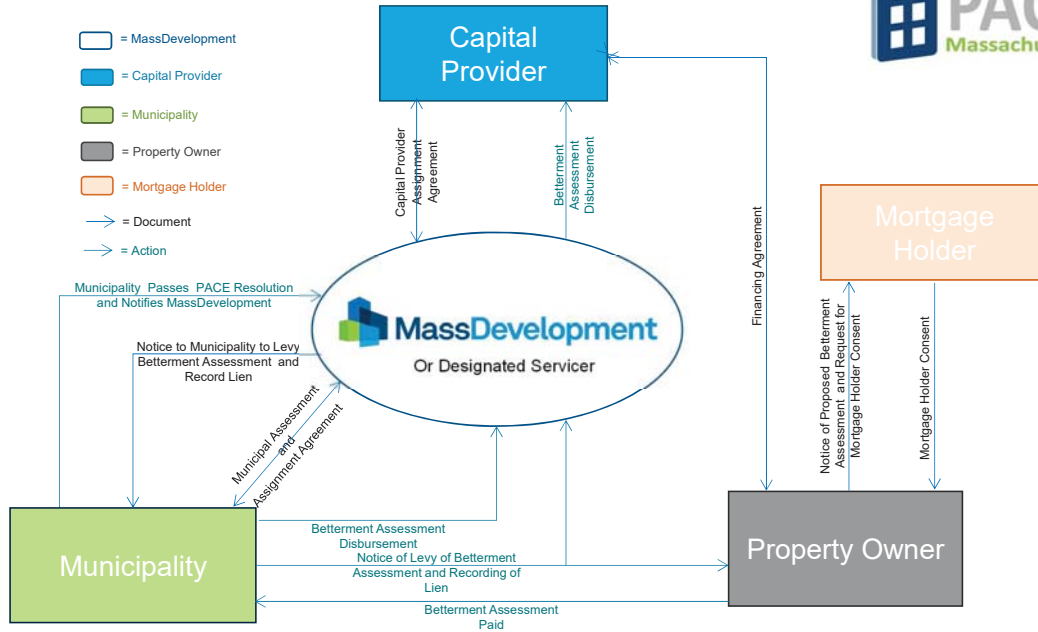 = MassDevelopment
= Capital Provider
= Municipality
= Property Owner
= Mortgage Holder
= Document
= Action
Capital
Provider
Massachu
Capital Provider
Assignment
Agreement
Betterment
Assessment
Disbursement
Financing Agreement
Mortgage
Holder
Municipality Passes PACE Resolution
and Notifies MassDevelopment
MassDevelopment
Or Designated Servicer
Notice to Municipality to Levy
Betterment Assessment and
Record Lien
Municipal Assessment
and
Assignment Agreement
Notice of Proposed Betterment
Assessment and Request for
Mortgage Holder Consent
Mortgage Holder Consent
Municipality
Betterment Assessment
Disbursement
Notice of Levy of Betterment
Assessment and Recording of
Lien
Betterment Assessment
Paid
Property Owner